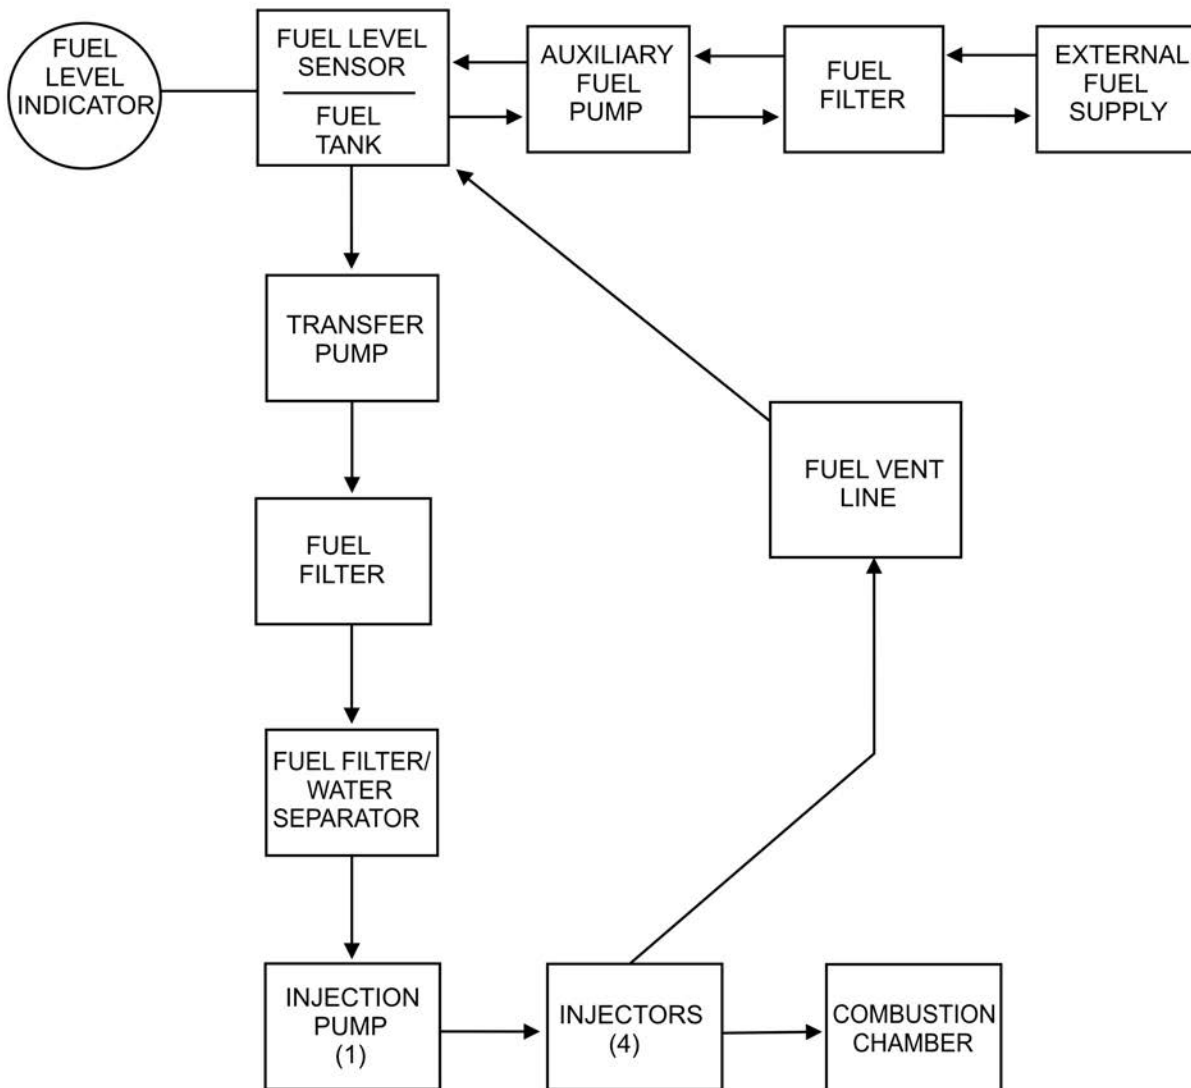 FUEL
LEVEL
INDICATOR
FUEL LEVEL
SENSOR
FUEL
TANK
AUXILIARY
FUEL
PUMP
FUEL
FILTER
EXTERNAL
FUEL
SUPPLY
TRANSFER
PUMP
FUEL VENT
LINE
FUEL
FILTER
FUEL FILTER/
WATER
SEPARATOR
INJECTION
PUMP
(1)
INJECTORS
(4)
COMBUSTION
CHAMBER